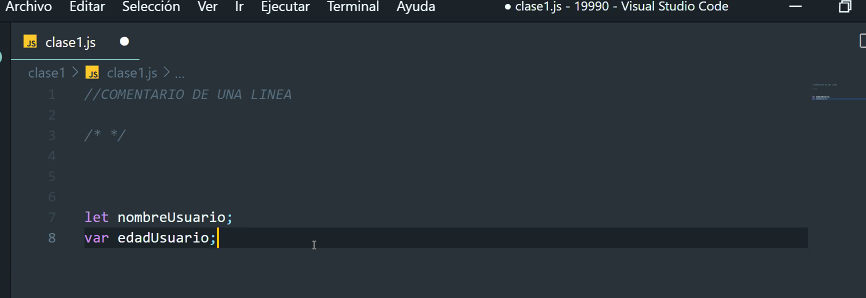 Archivo Editar Selección Ver Ir Ejecutar Terminal Ayuda ● clase1.js - 19990 - Visual Studio Code
JS clase1.js
clase1 > JS clase1.js > ...
1 //COMENTARIO DE UNA LINEA
2
3 /* */
4
5
6
7 let nombreUsuario;
8 var edadUsuario;